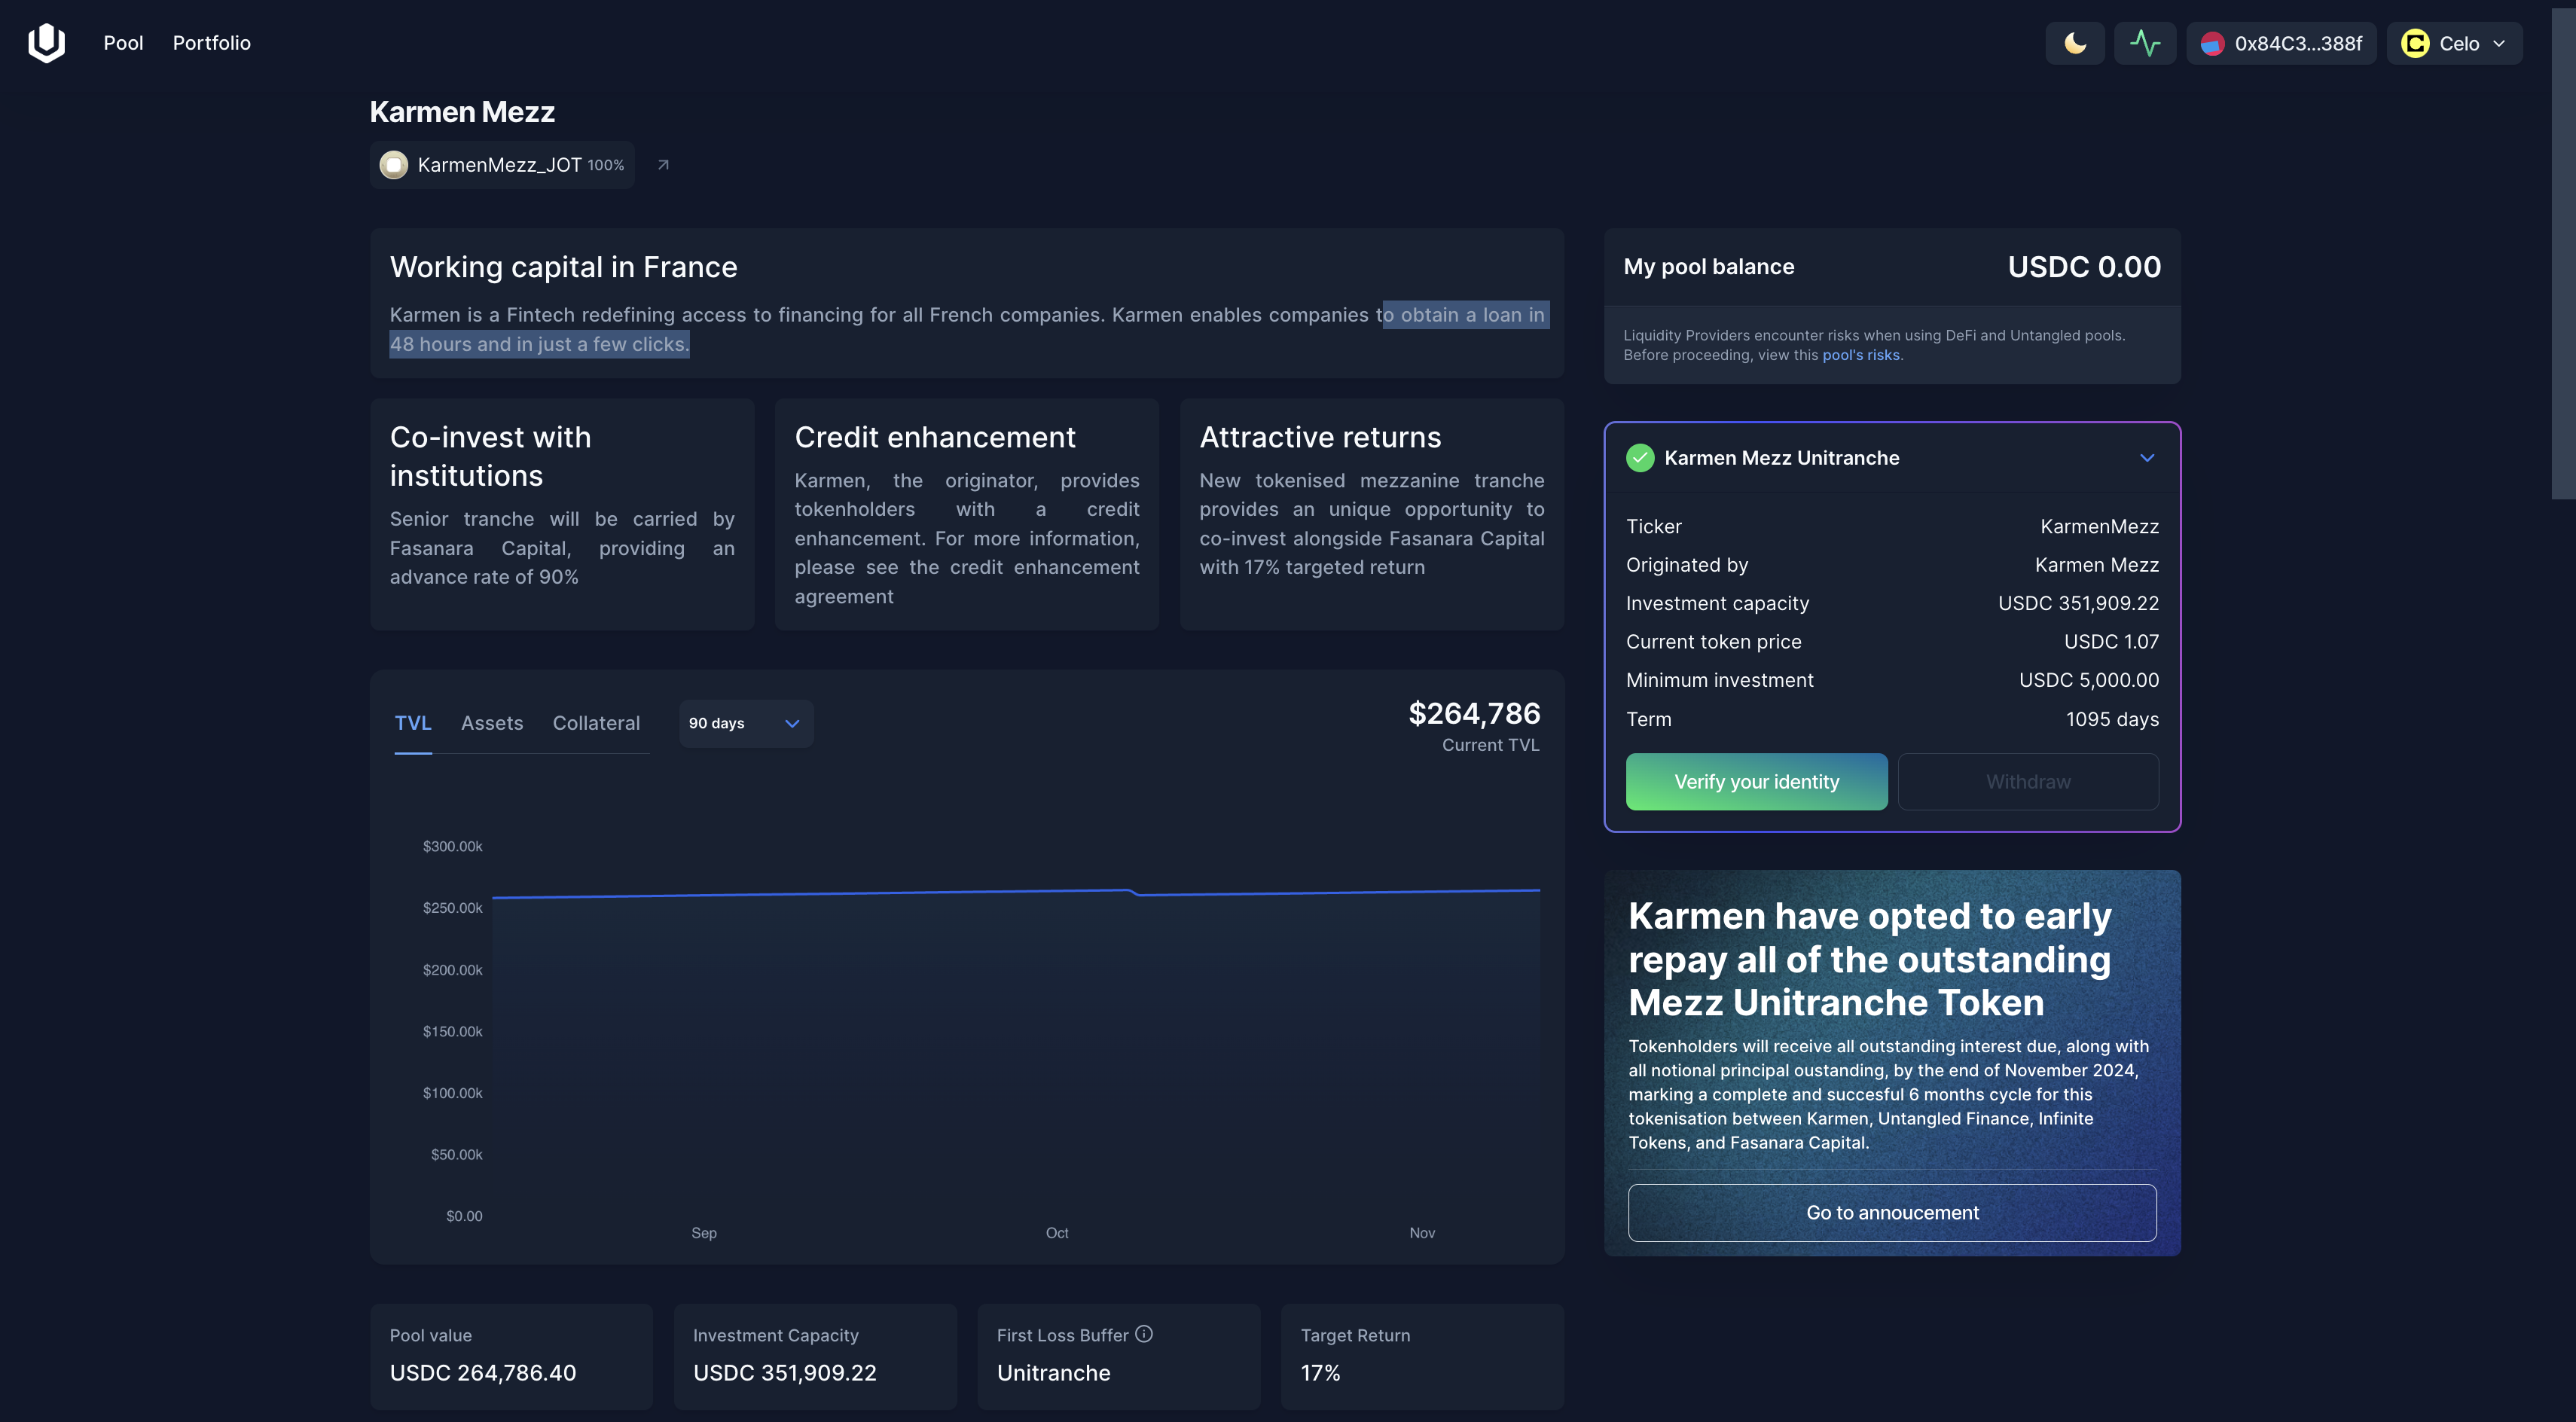 Pool
Portfolio
0x84C3...388f
Celo
Karmen Mezz
KarmenMezz_JOT 100%
Working capital in France
Karmen is a Fintech redefining access to financing for all French companies. Karmen enables companies to obtain a loan in
48 hours and in just a few clicks.
Co-invest with
institutions
Senior tranche will be carried by
Fasanara Capital, providing an
advance rate of 90%
Credit enhancement
Karmen, the originator, provides
tokenholders with a credit
enhancement. For more information,
please see the credit enhancement
agreement
Attractive returns
New tokenised mezzanine tranche
provides an unique opportunity to
co-invest alongside Fasanara Capital
with 17% targeted return
TVL
Assets
Collateral
90 days
$264,786
Current TVL
$300.00k
$250.00k
$200.00k
$150.00k
$100.00k
$50.00k
$0.00
Sep
Oct
Nov
Pool value
USDC 264,786.40
Investment Capacity
USDC 351,909.22
First Loss Buffer
Unitranche
Target Return
17%
My pool balance
USDC 0.00
Liquidity Providers encounter risks when using DeFi and Untangled pools.
Before proceeding, view this pool's risks.
Karmen Mezz Unitranche
Ticker KarmenMezz
Originated by Karmen Mezz
Investment capacity USDC 351,909.22
Current token price USDC 1.07
Minimum investment USDC 5,000.00
Term 1095 days
Verify your identity
Withdraw
Karmen have opted to early
repay all of the outstanding
Mezz Unitranche Token
Tokenholders will receive all outstanding interest due, along with
all notional principal oustanding, by the end of November 2024,
marking a complete and succesful 6 months cycle for this
tokenisation between Karmen, Untangled Finance, Infinite
Tokens, and Fasanara Capital.
Go to annoucement